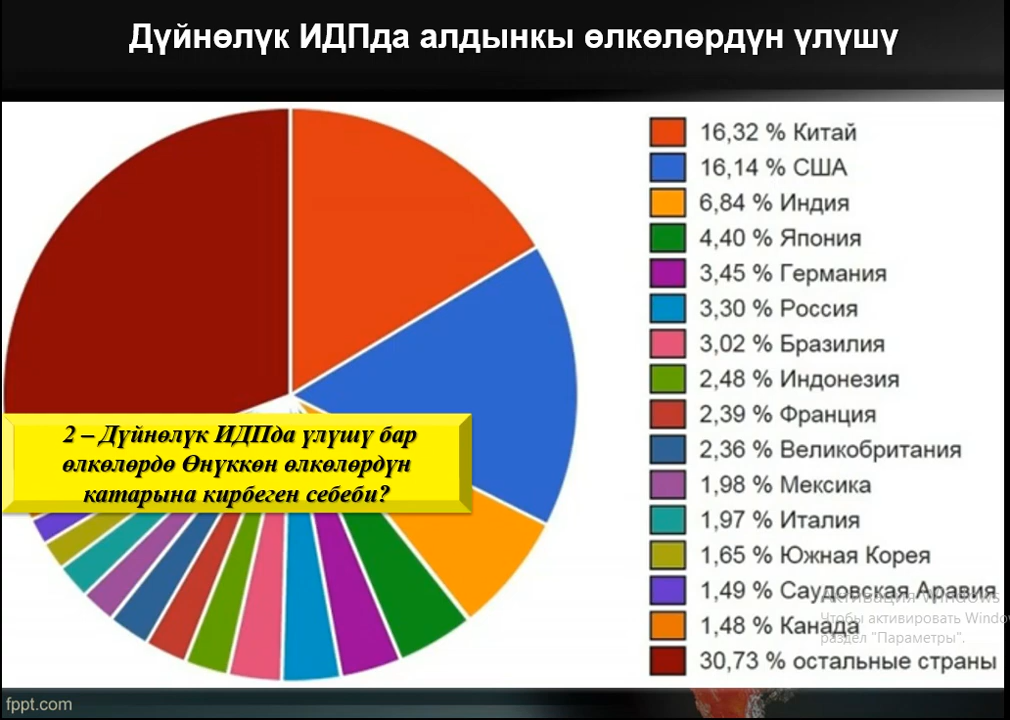 Дүйнөлүк ИДПда алдынкы өлкөлөрдүн үлүшү
16,32 % Китай
16,14 % США
6,84 % Индия
4,40 % Япония
3,45 % Германия
3,30 % Россия
3,02 % Бразилия
2,48 % Индонезия
2,39 % Франция
2,36 % Великобритания
1,98 % Мексика
1,97 % Италия
1,65 % Южная Корея
1,49 % Саудовская Аравия
1,48 % Канада
30,73 % остальные страны
2 – Дүйнөлүк ИДПда үлүшү бар
өлкөлөрдө Өнүккөн өлкөлөрдүн
катарына кирбеген себеби?
Активация Windows
Чтобы активировать Windo
раздел "Параметры".
fppt.com